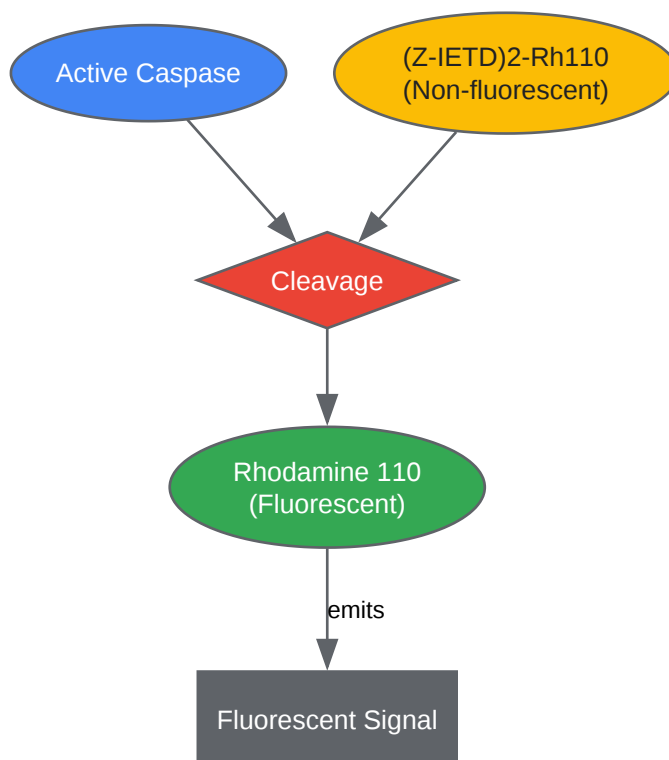 Active Caspase
(Z-IETD)2-Rh110
(Non-fluorescent)
Cleavage
Rhodamine 110
(Fluorescent)
emits
Fluorescent Signal